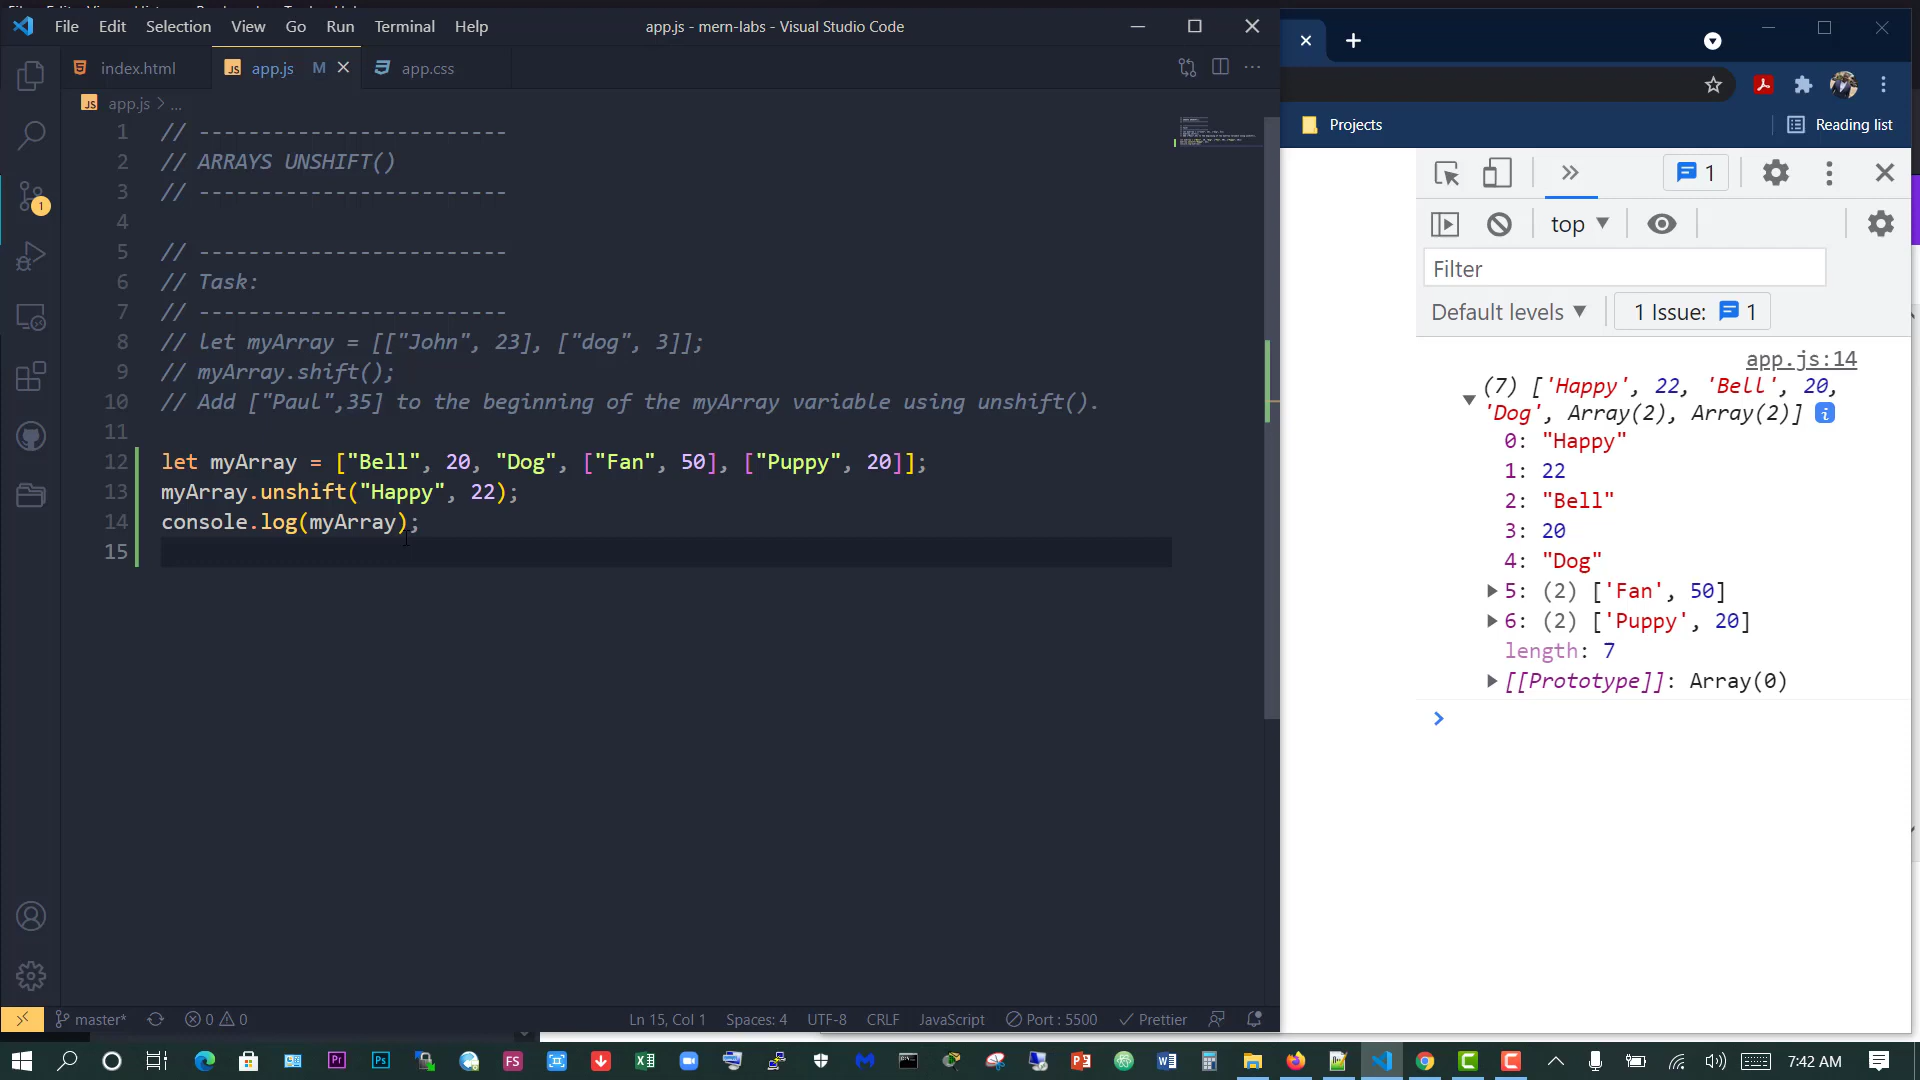 File Edit Selection View Go Run Terminal Help
app.js - mern-labs - Visual Studio Code
index.html
app.js M
app.css
app.js > ...
1 // -------------------------
2 // ARRAYS UNSHIFT()
3 // -------------------------
4
5 // -------------------------
6 // Task:
7 // -------------------------
8 // let myArray = [["John", 23], ["dog", 3]];
9 // myArray.shift();
10 // Add ["Paul",35] to the beginning of the myArray variable using unshift().
11
12 let myArray = ["Bell", 20, "Dog", ["Fan", 50], ["Puppy", 20]];
13 myArray.unshift("Happy", 22);
14 console.log(myArray);
15
1
master*
0 0
Ln 15, Col 1
Spaces: 4
UTF-8
CRLF
JavaScript
Port : 5500
Prettier
Projects
Reading list
1
top
Filter
Default levels
1 Issue: 1
app.js:14
(7) ['Happy', 22, 'Bell', 20,
'Dog', Array(2), Array(2)]
0: "Happy"
1: 22
2: "Bell"
3: 20
4: "Dog"
5: (2) ['Fan', 50]
6: (2) ['Puppy', 20]
length: 7
[[Prototype]]: Array(0)
7:42 AM